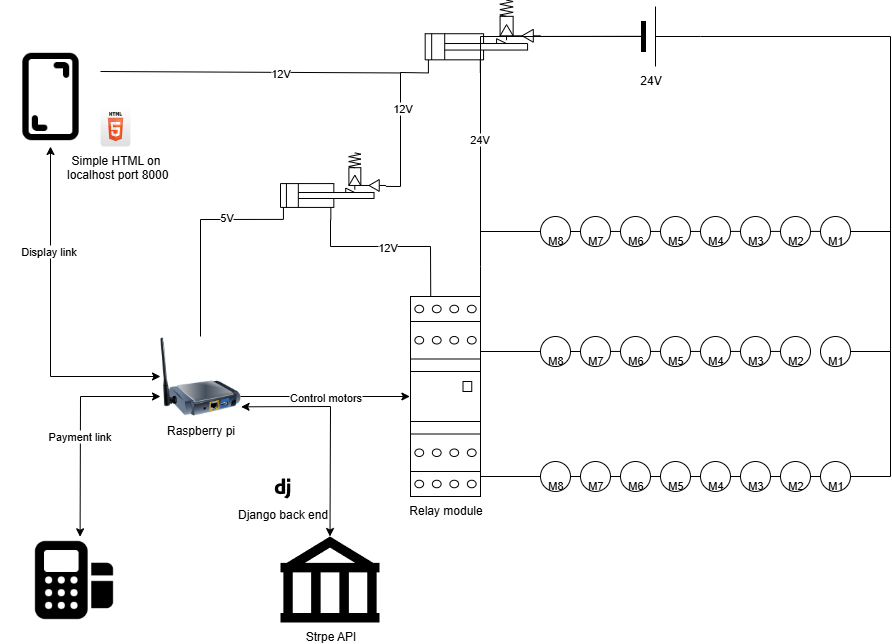 24V
12V
12V
24V
HTML
5
Simple HTML on
localhost port 8000
5V
12V
Display link
M8 M7 M6 M5 M4 M3 M2 M1
M8 M7 M6 M5 M4 M3 M2 M1
Control motors
Raspberry pi
Payment link
M8 M7 M6 M5 M4 M3 M2 M1
dj
Django back end
Relay module
Strpe API